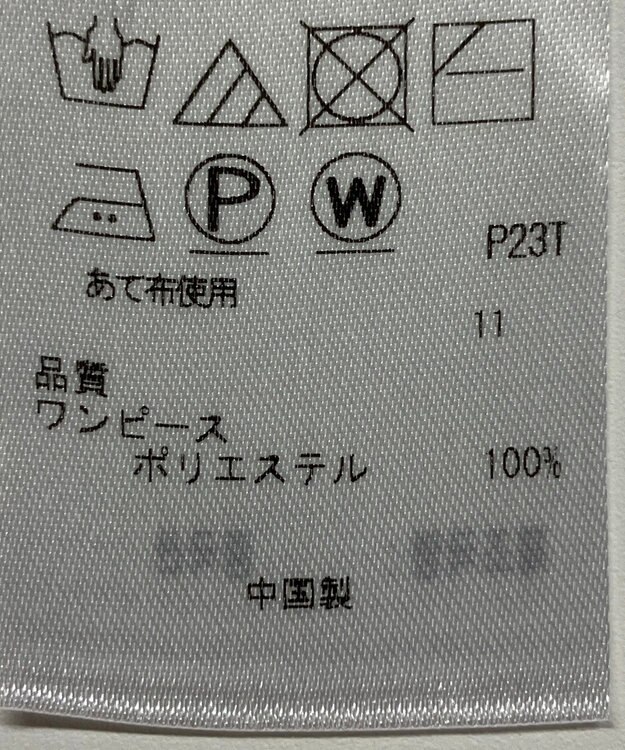 P W
P23T
あて布使用
11
品質
ワンピース
ポリエステル 100%
中国製